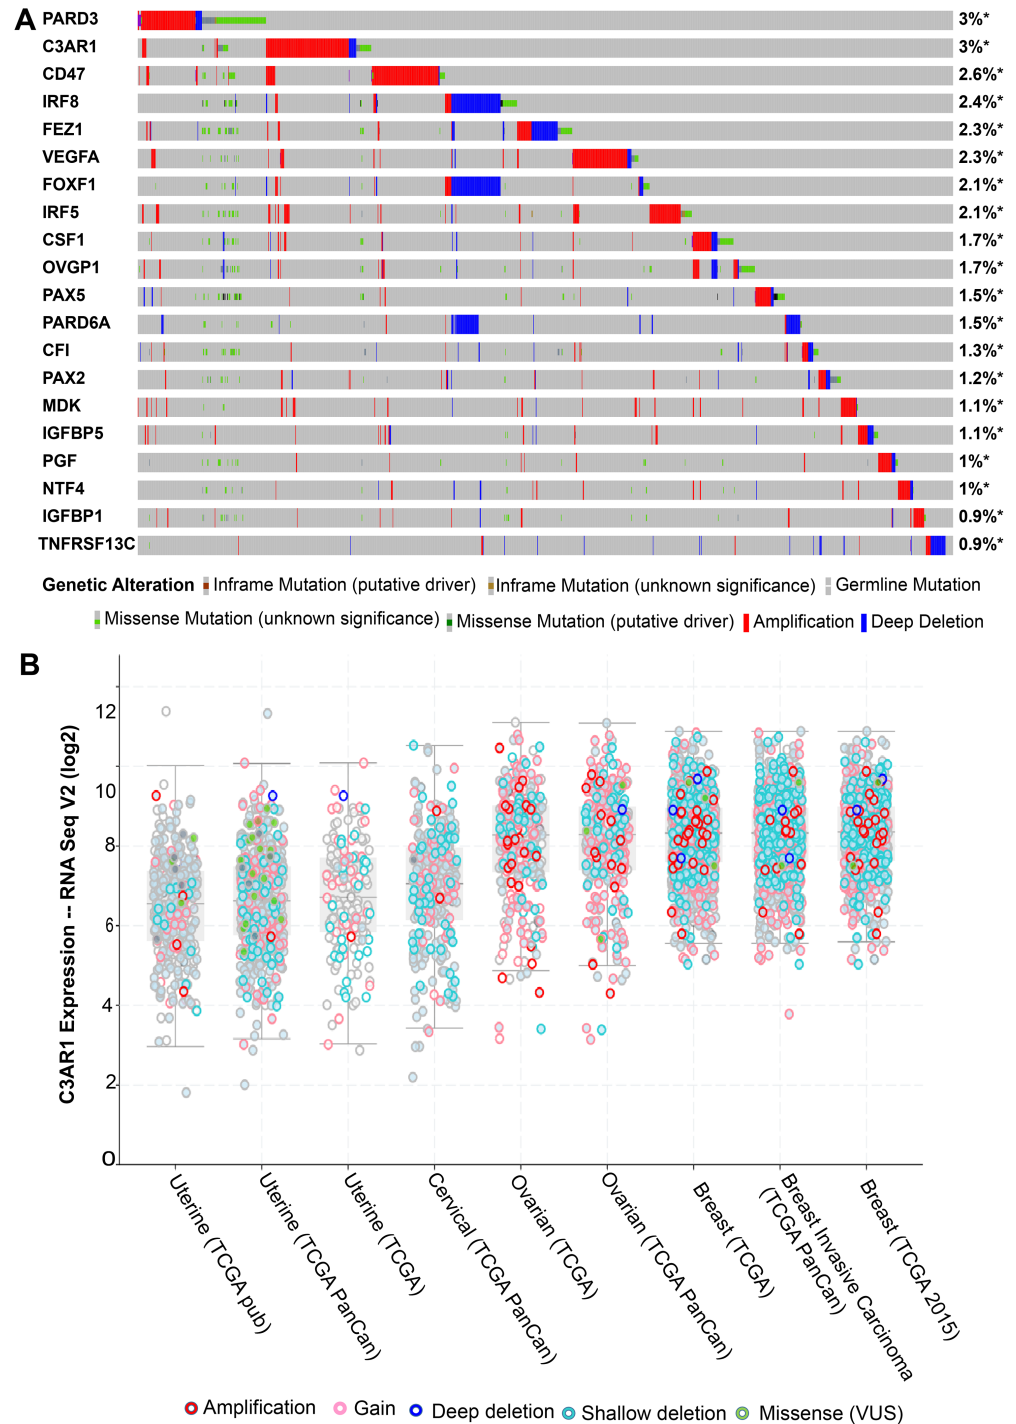 A
PARD3 3%*
C3AR1 3%*
CD47 2.6%*
IRF8 2.4%*
FEZ1 2.3%*
VEGFA 2.3%*
FOXF1 2.1%*
IRF5 2.1%*
CSF1 1.7%*
OVGP1 1.7%*
PAX5 1.5%*
PARD6A 1.5%*
CFI 1.3%*
PAX2 1.2%*
MDK 1.1%*
IGFBP5 1.1%*
PGF 1%*
NTF4 1%*
IGFBP1 0.9%*
TNFRSF13C 0.9%*
Genetic Alteration Inframe Mutation (putative driver) Inframe Mutation (unknown significance) Germline Mutation
Missense Mutation (unknown significance) Missense Mutation (putative driver) Amplification Deep Deletion
B
C3AR1 Expression -- RNA Seq V2 (log2)
12
10
8
6
4
2
0
Uterine (TCGA pub)
Uterine (TCGA PanCan)
Uterine (TCGA)
Cervical (TCGA PanCan)
Ovarian (TCGA)
Ovarian (TCGA PanCan)
Breast (TCGA)
Breast Invasive Carcinoma
(TCGA PanCan)
Breast (TCGA 2015)
Amplification Gain Deep deletion Shallow deletion Missense (VUS)